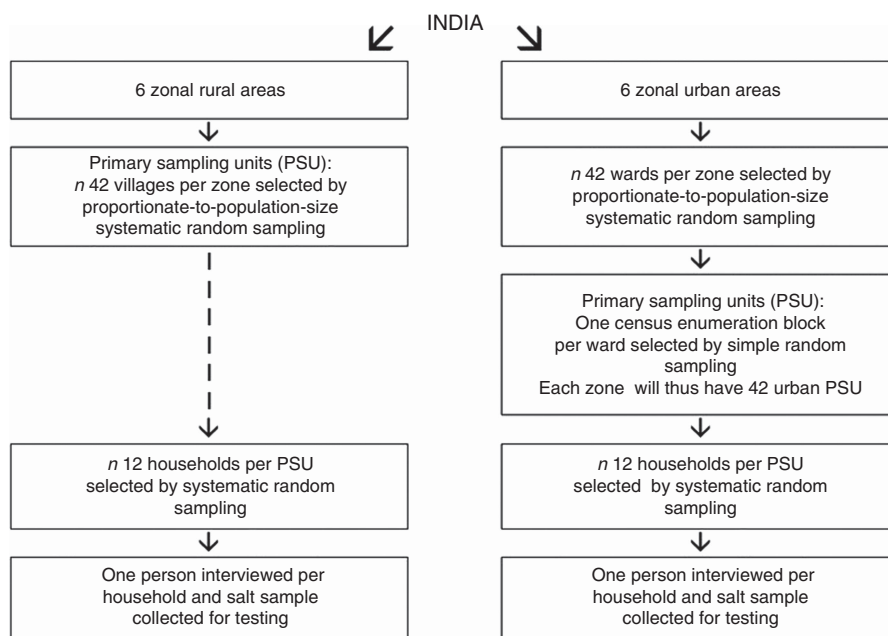 INDIA
6 zonal rural areas
Primary sampling units (PSU):
n 42 villages per zone selected by
proportionate-to-population-size
systematic random sampling
n 12 households per PSU
selected by systematic random
sampling
One person interviewed per
household and salt sample
collected for testing
6 zonal urban areas
n 42 wards per zone selected by
proportionate-to-population-size
systematic random sampling
Primary sampling units (PSU):
One census enumeration block
per ward selected by simple random
sampling
Each zone will thus have 42 urban PSU
n 12 households per PSU
selected by systematic random
sampling
One person interviewed per
household and salt sample
collected for testing